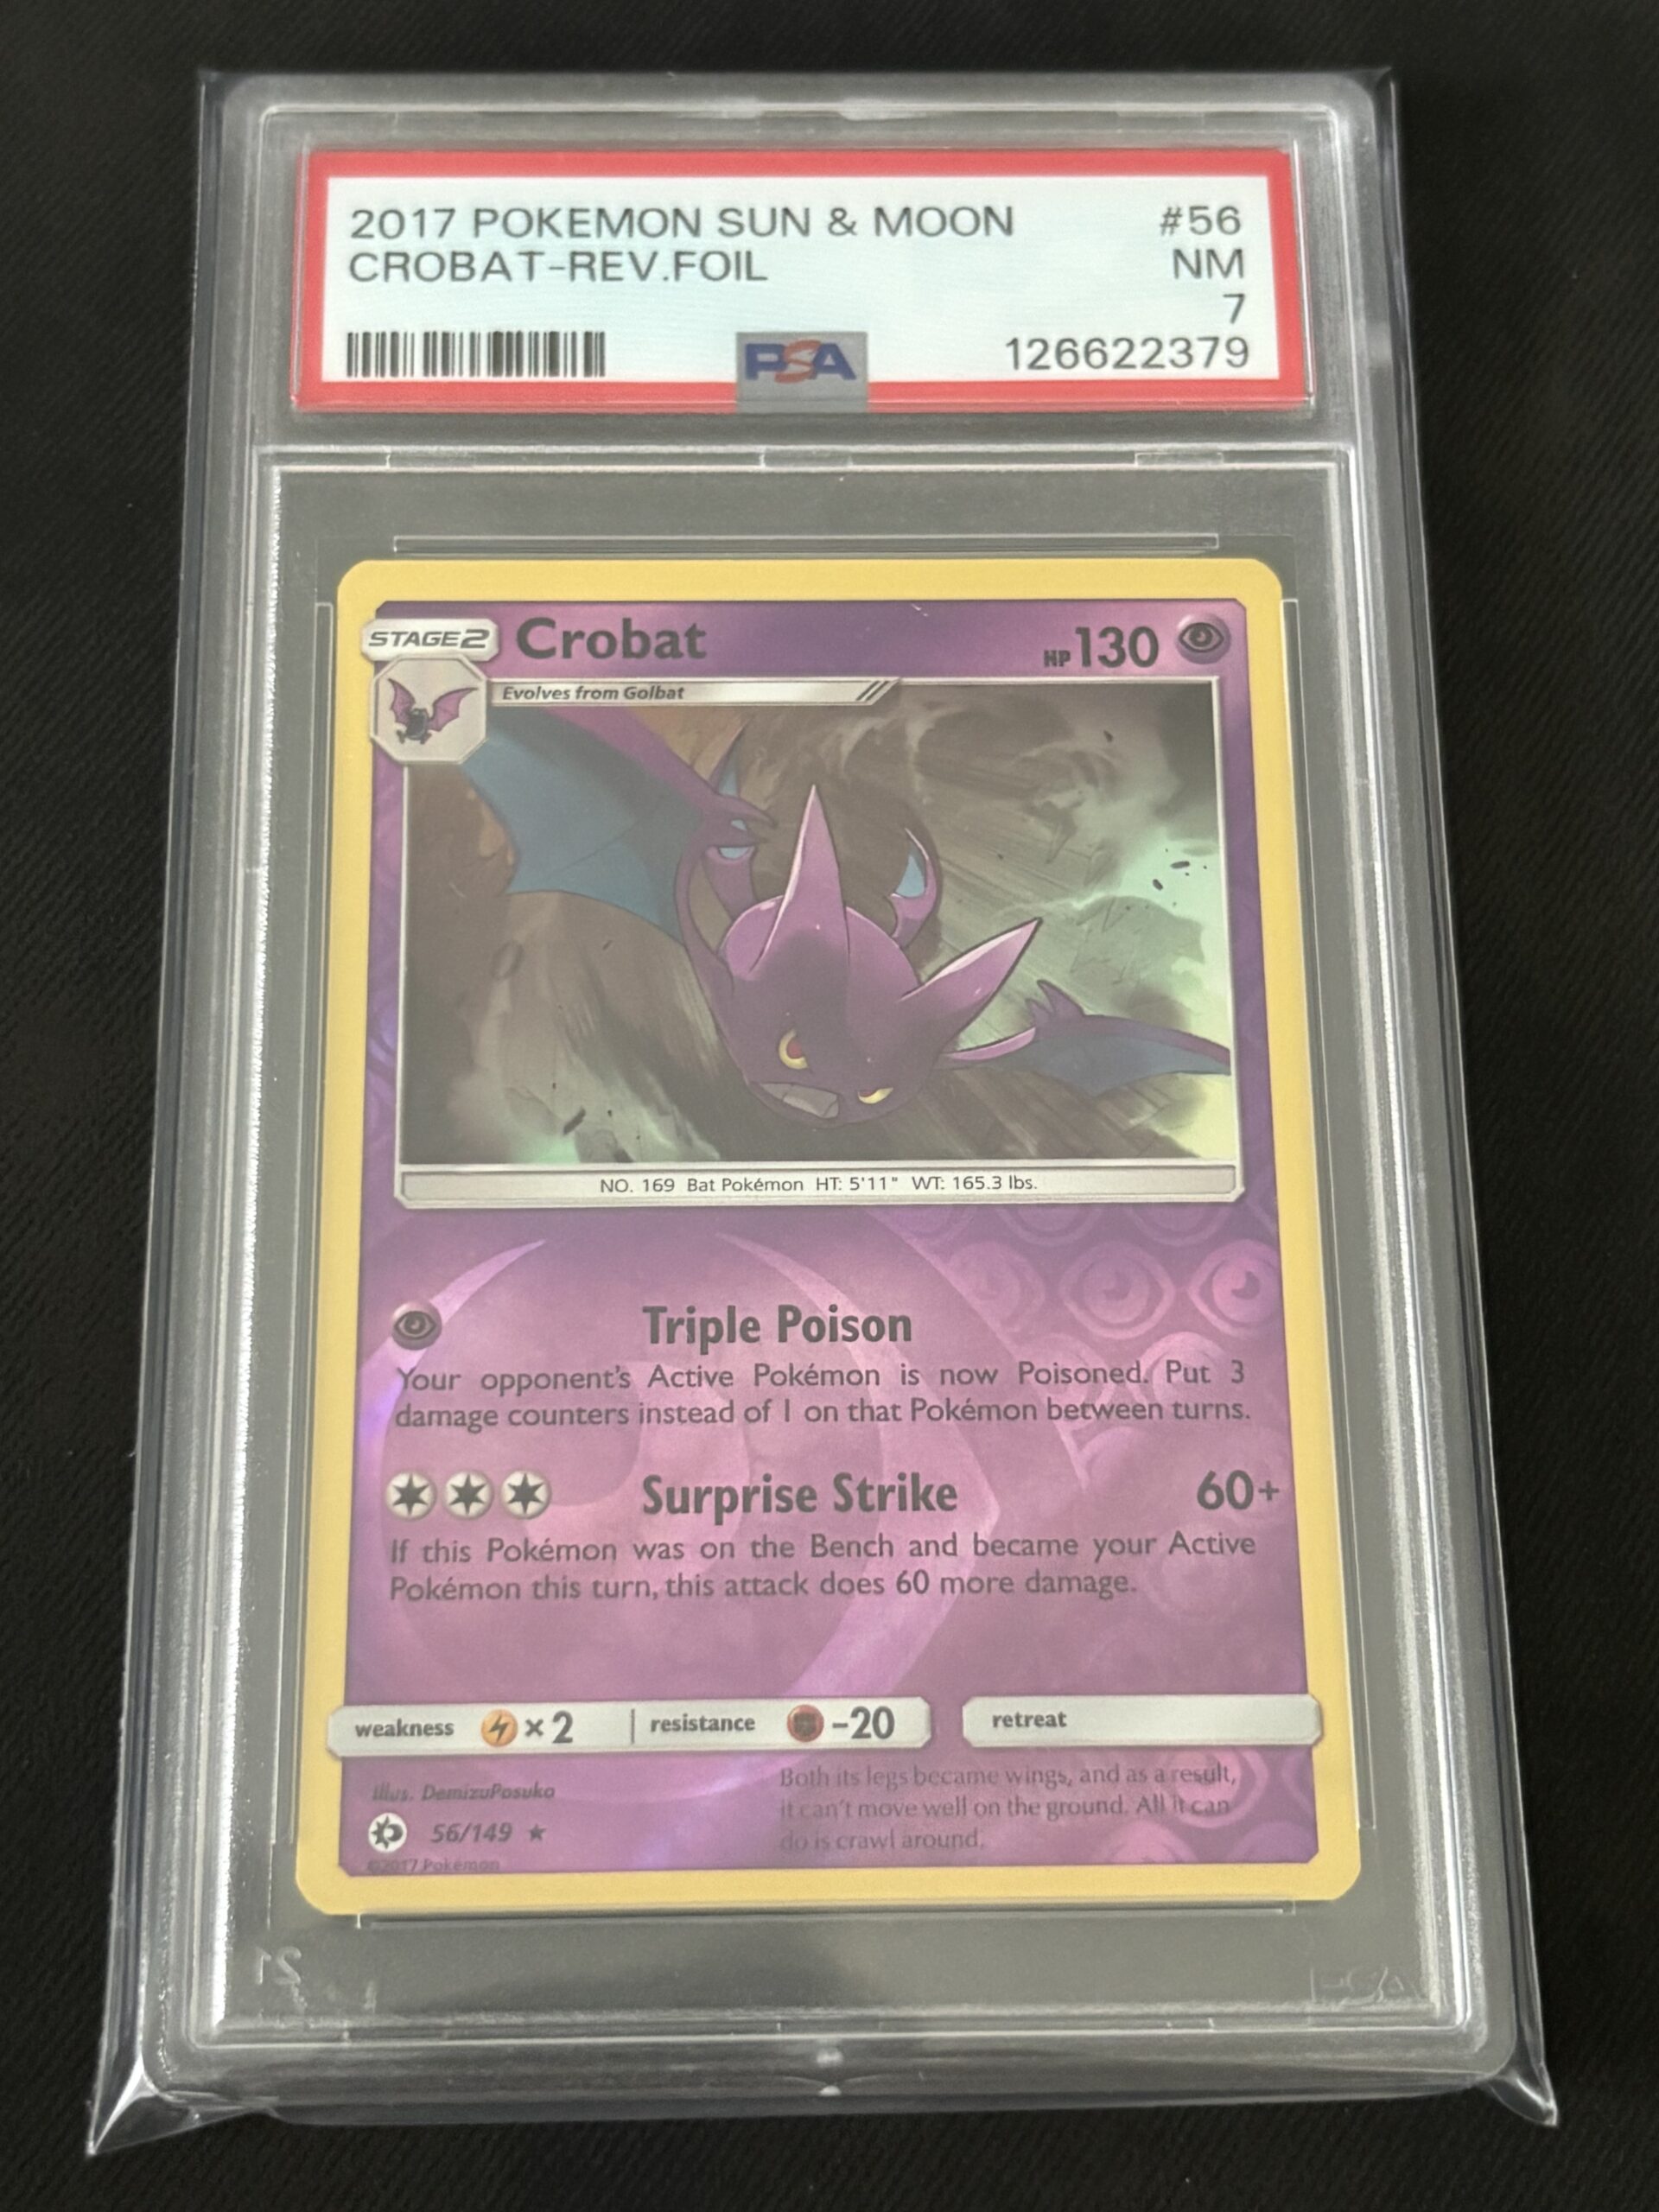 2017 POKEMON SUN & MOON #56
CROBAT-REV.FOIL NM
7
PSA 126622379
STAGE2 Crobat HP 130
Evolves from Golbat
NO. 169 Bat Pokémon HT: 5'11" WT: 165.3 lbs.
Triple Poison
Your opponent's Active Pokémon is now Poisoned. Put 3
damage counters instead of 1 on that Pokémon between turns.
Surprise Strike 60+
If this Pokémon was on the Bench and became your Active
Pokémon this turn, this attack does 60 more damage.
weakness ×2 resistance -20 retreat
Illus. DemizuPosuka
Both its legs became wings, and as a result,
it can't move well on the ground. All it can
do is crawl around.
56/149 ★
©2017 Pokémon
21
PSA